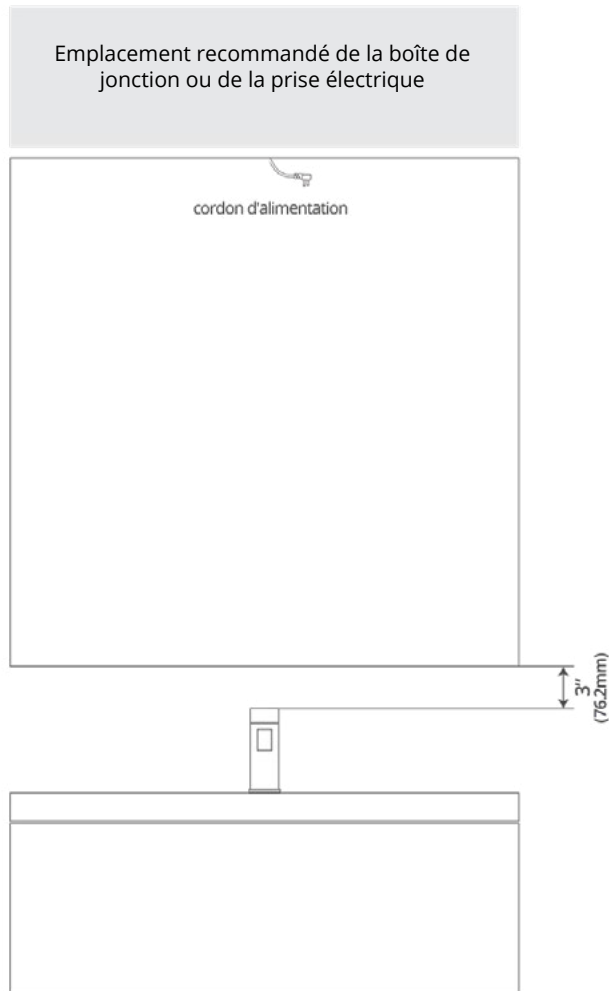 Emplacement recommandé de la boîte de
jonction ou de la prise électrique
cordon d'alimentation
3"
(76.2mm)